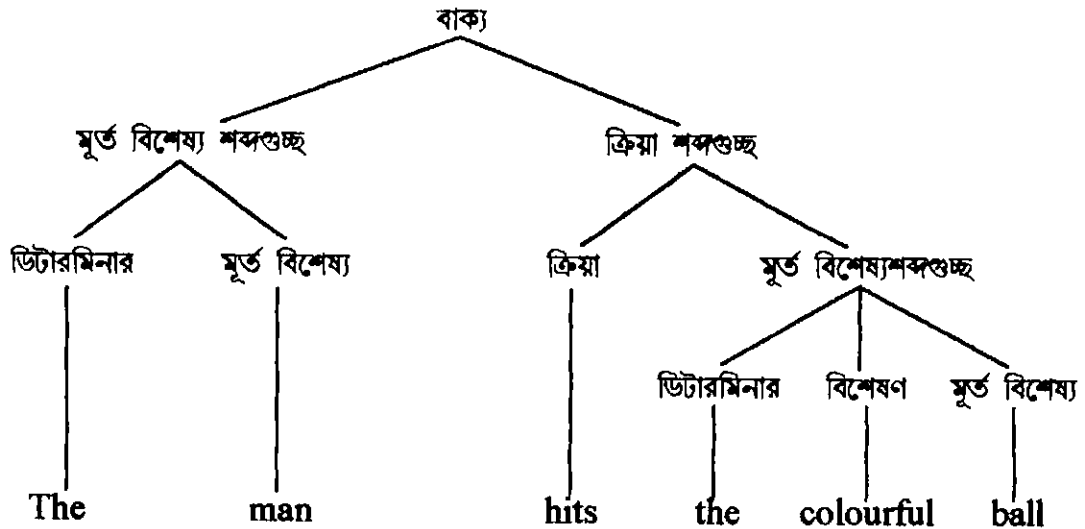 বাক্য
মূর্ত বিশেষ্য শব্দগুচ্ছ ক্রিয়া শব্দগুচ্ছ
ডিটারমিনার মূর্ত বিশেষ্য ক্রিয়া মূর্ত বিশেষ্যশব্দগুচ্ছ
ডিটারমিনার বিশেষণ মূর্ত বিশেষ্য
The man hits the colourful ball